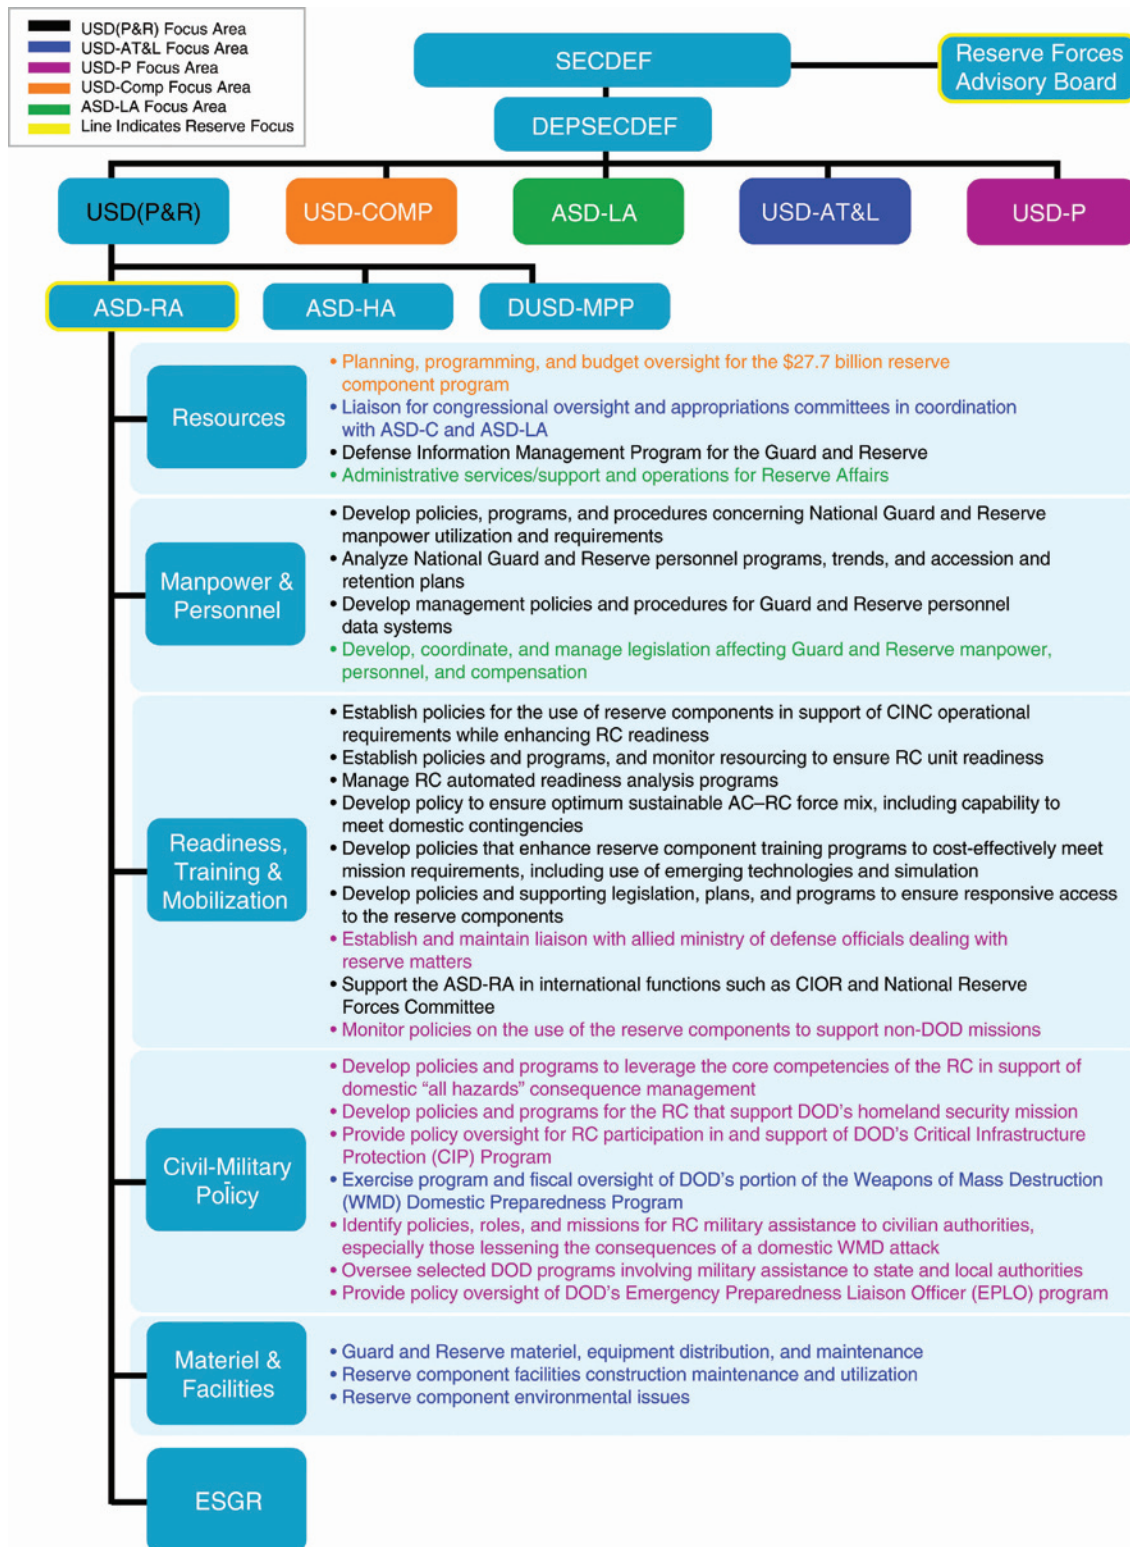 USD(P&R) Focus Area
USD-AT&L Focus Area
USD-P Focus Area
USD-Comp Focus Area
ASD-LA Focus Area
Line Indicates Reserve Focus
SECDEF
Reserve Forces
Advisory Board
DEPSECDEF
USD(P&R)
USD-COMP
ASD-LA
USD-AT&L
USD-P
ASD-RA
ASD-HA
DUSD-MPP
Resources
• Planning, programming, and budget oversight for the $27.7 billion reserve
component program
• Liaison for congressional oversight and appropriations committees in coordination
with ASD-C and ASD-LA
• Defense Information Management Program for the Guard and Reserve
• Administrative services/support and operations for Reserve Affairs
Manpower &
Personnel
• Develop policies, programs, and procedures concerning National Guard and Reserve
manpower utilization and requirements
• Analyze National Guard and Reserve personnel programs, trends, and accession and
retention plans
• Develop management policies and procedures for Guard and Reserve personnel
data systems
• Develop, coordinate, and manage legislation affecting Guard and Reserve manpower,
personnel, and compensation
Readiness,
Training &
Mobilization
• Establish policies for the use of reserve components in support of CINC operational
requirements while enhancing RC readiness
• Establish policies and programs, and monitor resourcing to ensure RC unit readiness
• Manage RC automated readiness analysis programs
• Develop policy to ensure optimum sustainable AC–RC force mix, including capability to
meet domestic contingencies
• Develop policies that enhance reserve component training programs to cost-effectively meet
mission requirements, including use of emerging technologies and simulation
• Develop policies and supporting legislation, plans, and programs to ensure responsive access
to the reserve components
• Establish and maintain liaison with allied ministry of defense officials dealing with
reserve matters
• Support the ASD-RA in international functions such as CIOR and National Reserve
Forces Committee
• Monitor policies on the use of the reserve components to support non-DOD missions
Civil-Military
Policy
• Develop policies and programs to leverage the core competencies of the RC in support of
domestic “all hazards” consequence management
• Develop policies and programs for the RC that support DOD’s homeland security mission
• Provide policy oversight for RC participation in and support of DOD’s Critical Infrastructure
Protection (CIP) Program
• Exercise program and fiscal oversight of DOD’s portion of the Weapons of Mass Destruction
(WMD) Domestic Preparedness Program
• Identify policies, roles, and missions for RC military assistance to civilian authorities,
especially those lessening the consequences of a domestic WMD attack
• Oversee selected DOD programs involving military assistance to state and local authorities
• Provide policy oversight of DOD’s Emergency Preparedness Liaison Officer (EPLO) program
Materiel &
Facilities
• Guard and Reserve materiel, equipment distribution, and maintenance
• Reserve component facilities construction maintenance and utilization
• Reserve component environmental issues
ESGR